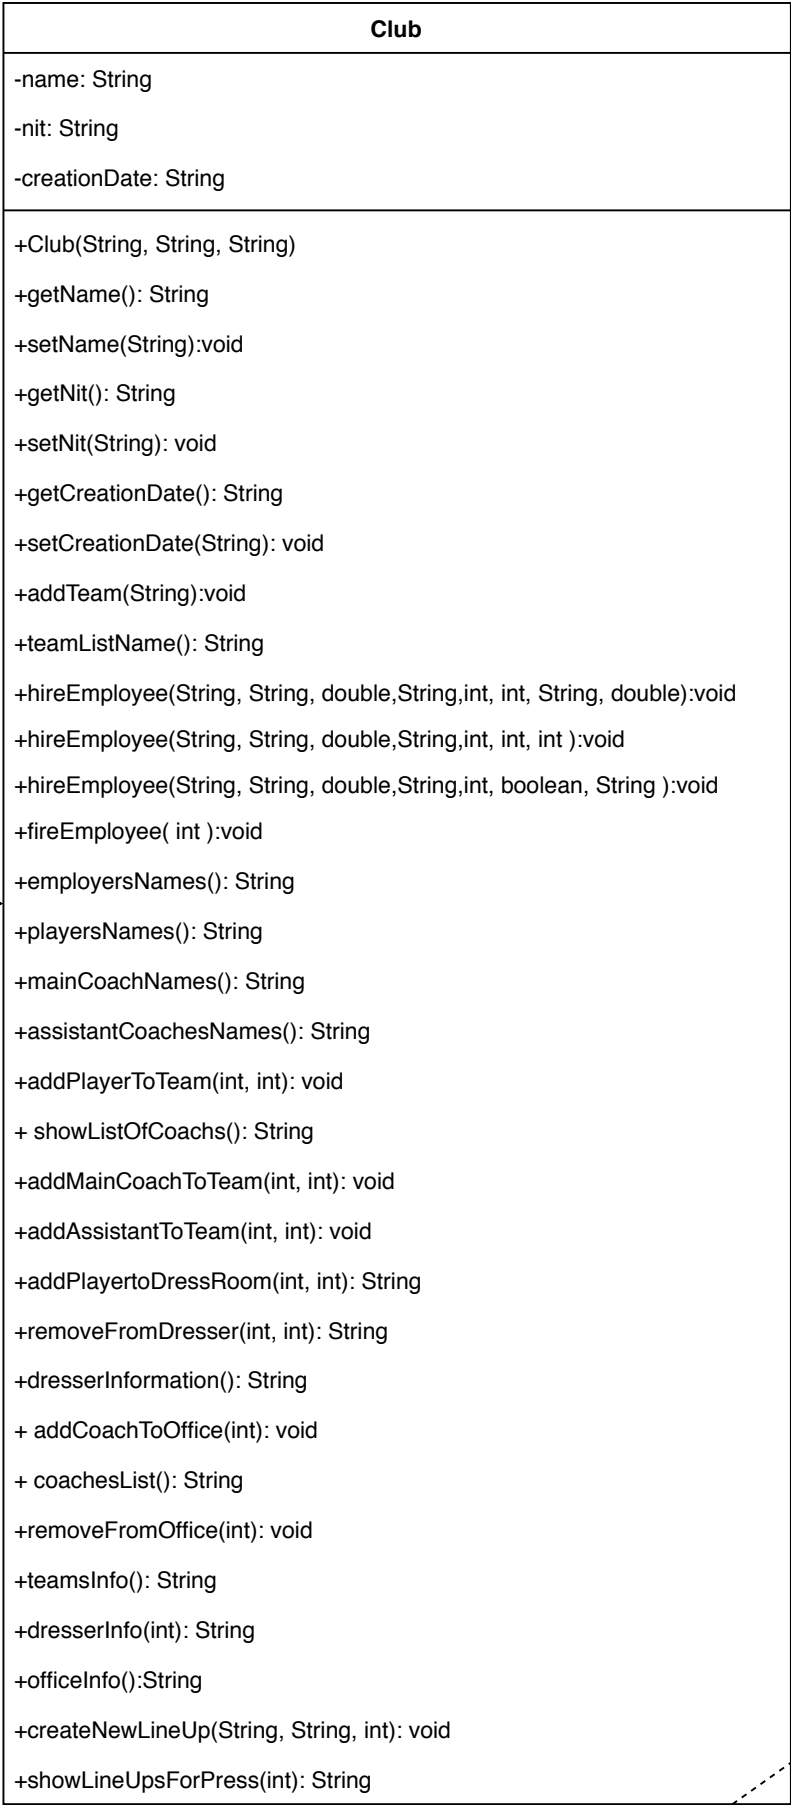 Club
-name: String
-nit: String
-creationDate: String
+Club(String, String, String)
+getName(): String
+setName(String):void
+getNit(): String
+setNit(String): void
+getCreationDate(): String
+setCreationDate(String): void
+addTeam(String):void
+teamListName(): String
+hireEmployee(String, String, double,String,int, int, String, double):void
+hireEmployee(String, String, double,String,int, int, int ):void
+hireEmployee(String, String, double,String,int, boolean, String ):void
+fireEmployee( int ):void
+employersNames(): String
+playersNames(): String
+mainCoachNames(): String
+assistantCoachesNames(): String
+addPlayerToTeam(int, int): void
+ showListOfCoachs(): String
+addMainCoachToTeam(int, int): void
+addAssistantToTeam(int, int): void
+addPlayertoDressRoom(int, int): String
+removeFromDresser(int, int): String
+dresserInformation(): String
+ addCoachToOffice(int): void
+ coachesList(): String
+removeFromOffice(int): void
+teamsInfo(): String
+dresserInfo(int): String
+officeInfo():String
+createNewLineUp(String, String, int): void
+showLineUpsForPress(int): String